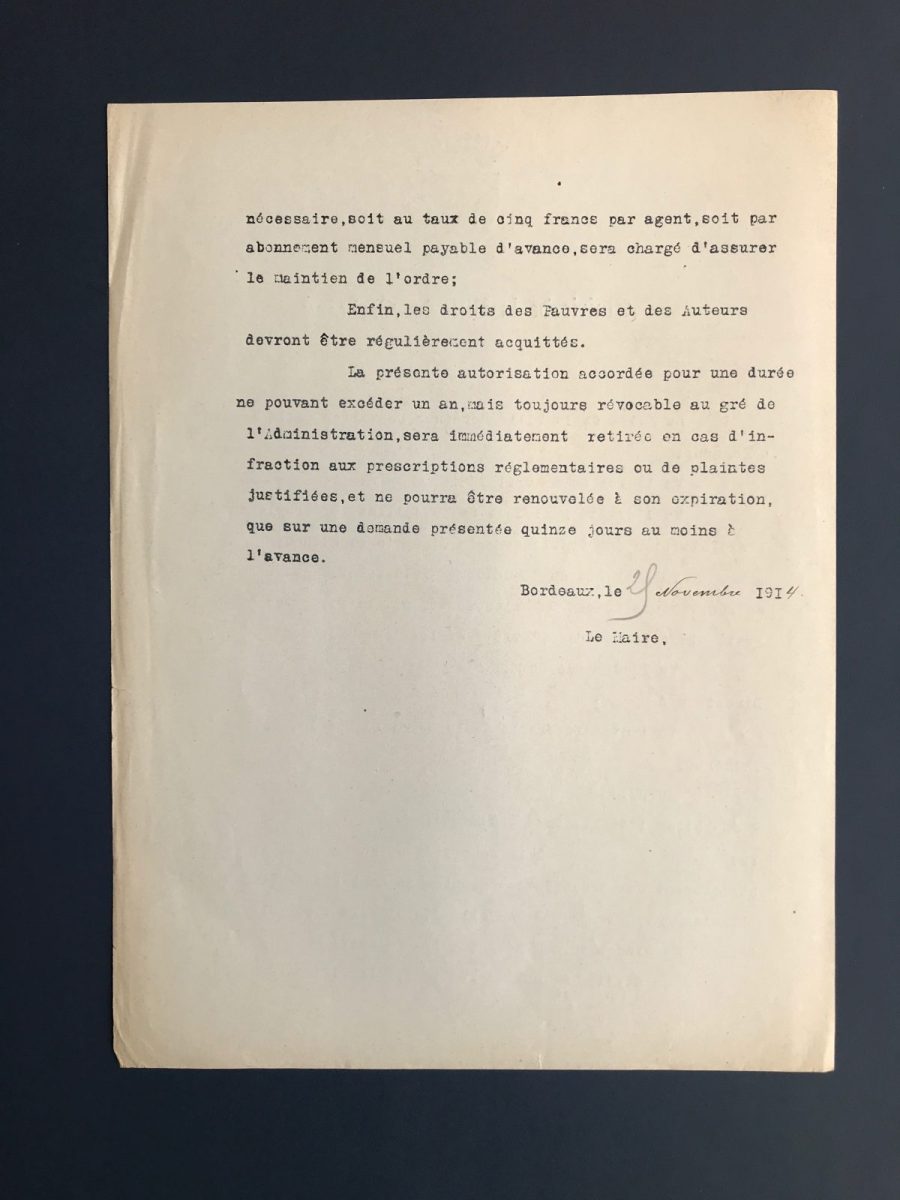 nécessaire,soit au taux de cinq francs par agent,soit par
abonnement mensuel payable d'avance,sera chargé d'assurer
le maintien de l'ordre;
Enfin,les droits des Pauvres et des Auteurs
devront être régulièrement acquittés.
La présente autorisation accordée pour une durée
ne pouvant excéder un an,mais toujours révocable au gré de
l'Administration,sera immédiatement retirée en cas d'in-
fraction aux prescriptions réglementaires ou de plaintes
justifiées,et ne pourra être renouvelée à son expiration,
que sur une demande présentée quinze jours au moins à
l'avance.
Bordeaux,le Novembre 1914.
Le Maire,